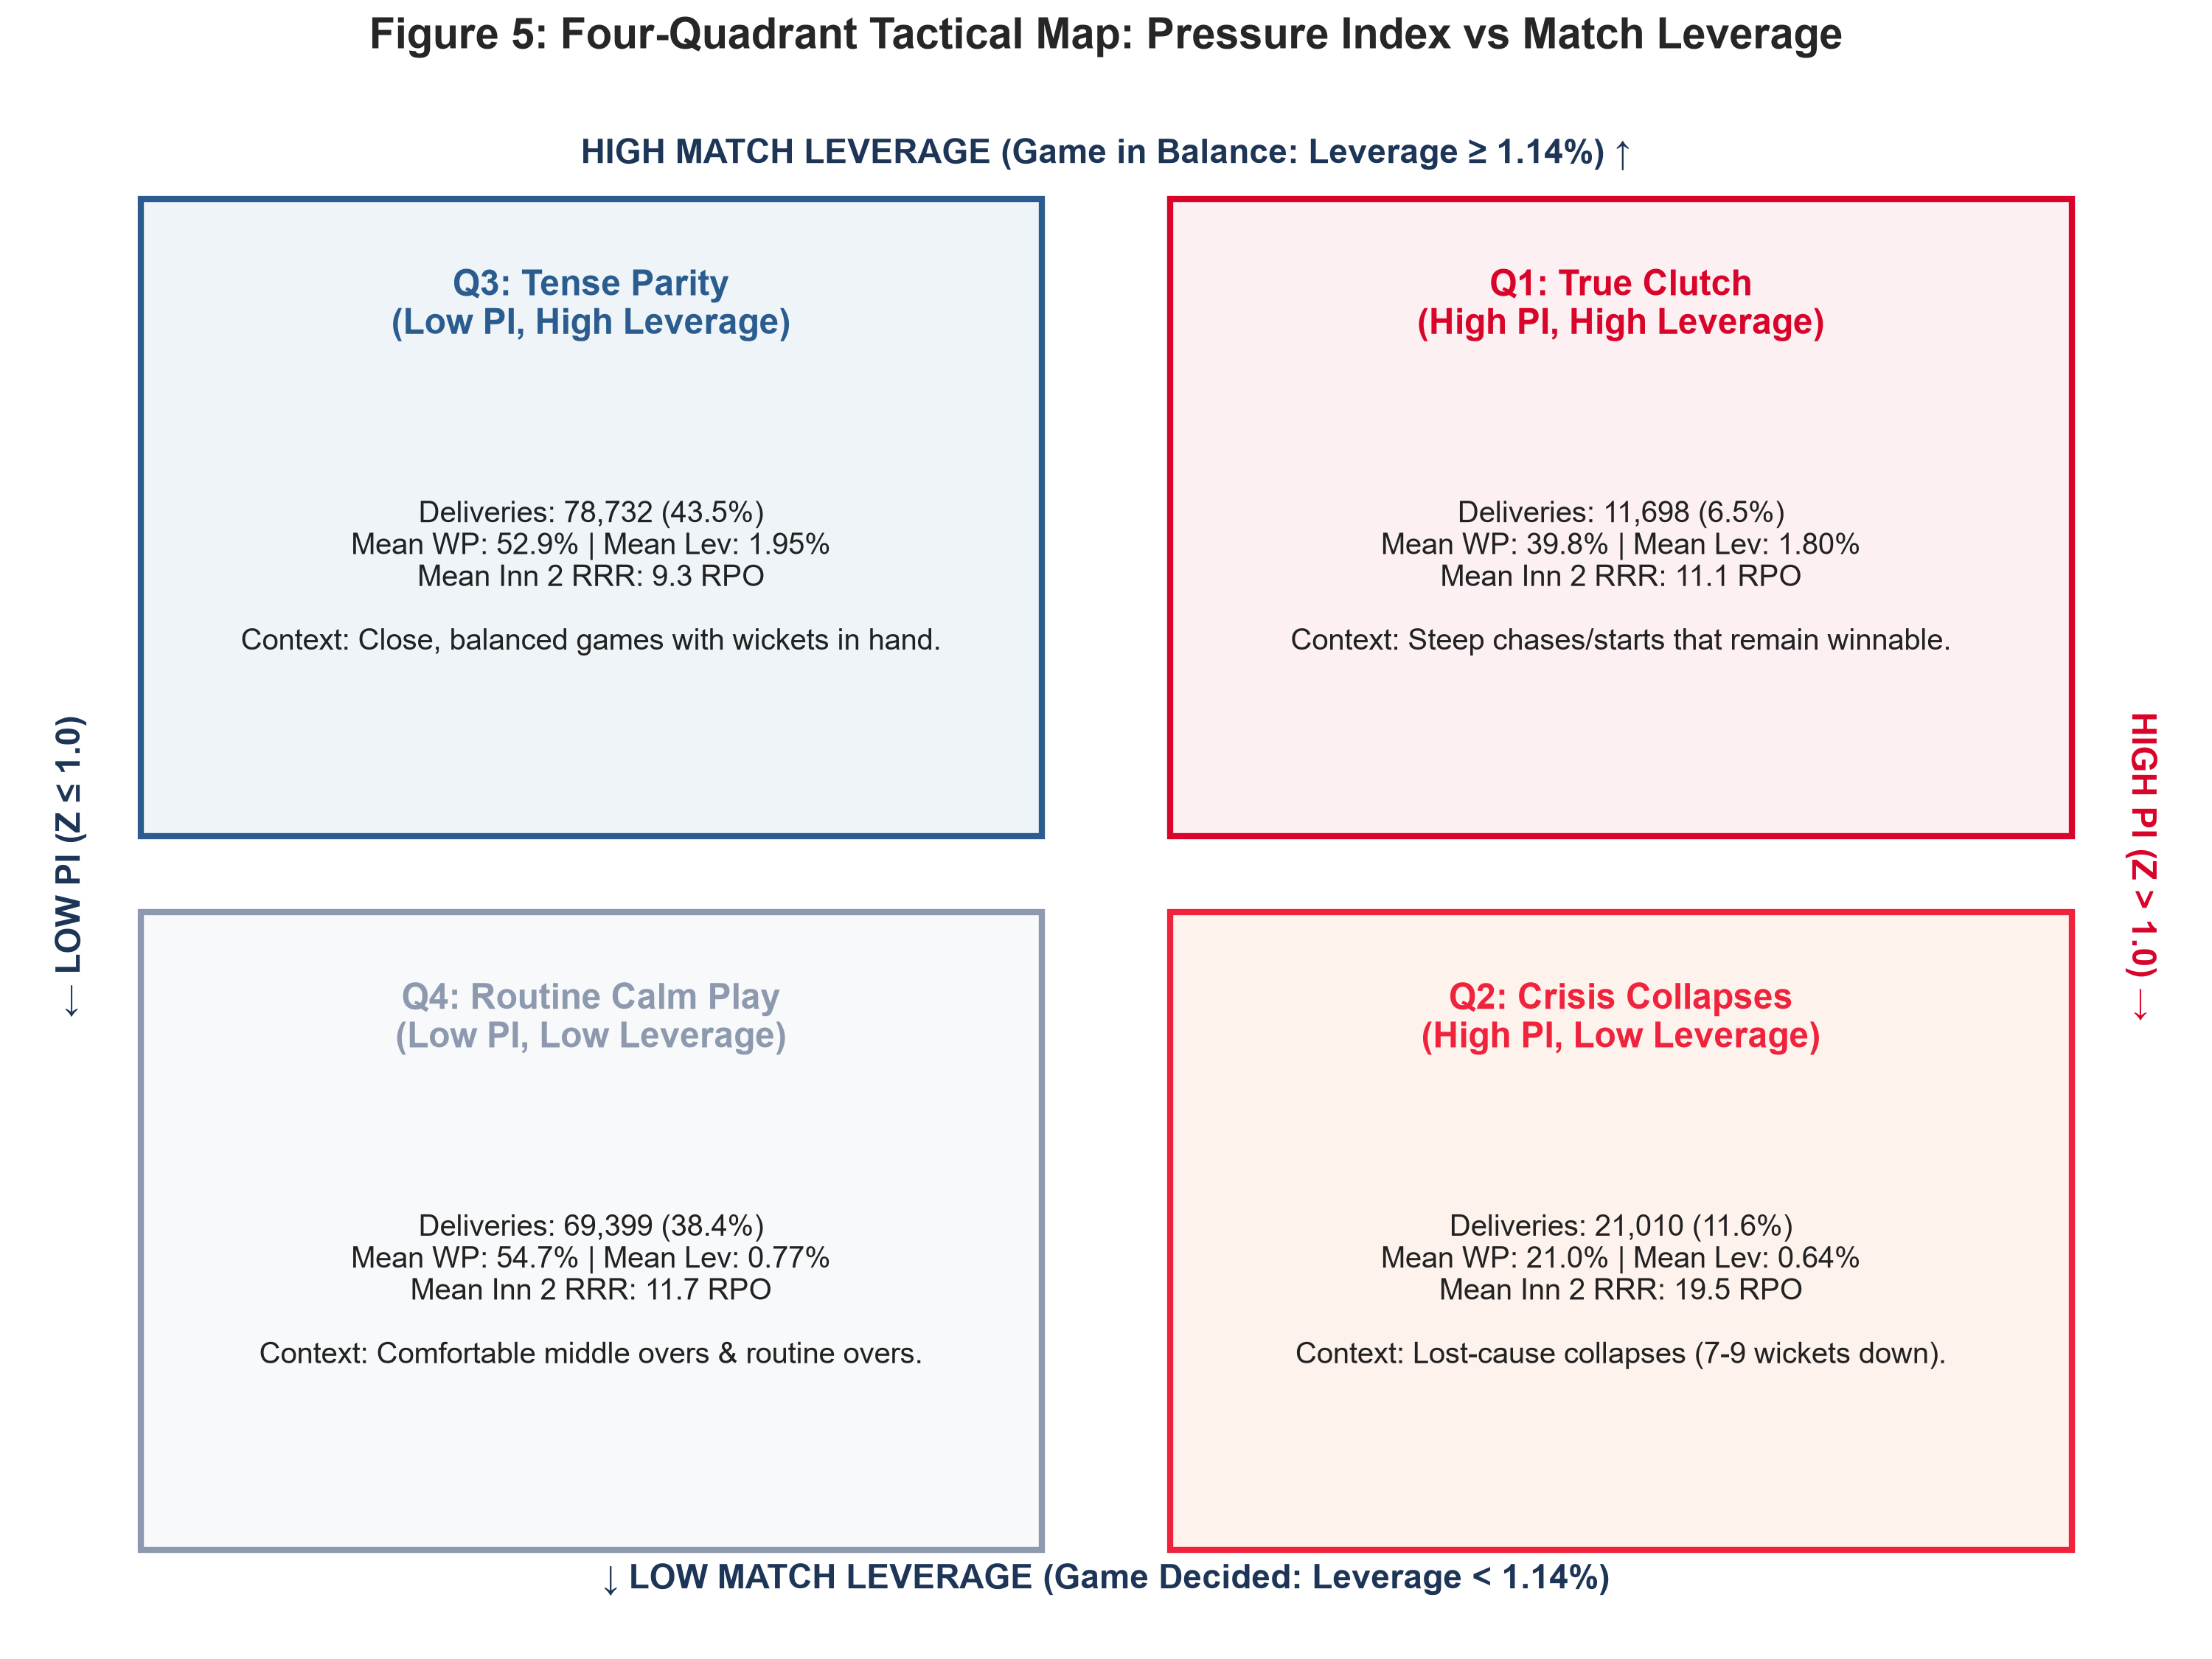 Figure 5: Four-Quadrant Tactical Map: Pressure Index vs Match Leverage
HIGH MATCH LEVERAGE (Game in Balance: Leverage ≥ 1.14%) ↑
Q3: Tense Parity
(Low PI, High Leverage)
Deliveries: 78,732 (43.5%)
Mean WP: 52.9% | Mean Lev: 1.95%
Mean Inn 2 RRR: 9.3 RPO
Context: Close, balanced games with wickets in hand.
Q1: True Clutch
(High PI, High Leverage)
Deliveries: 11,698 (6.5%)
Mean WP: 39.8% | Mean Lev: 1.80%
Mean Inn 2 RRR: 11.1 RPO
Context: Steep chases/starts that remain winnable.
← LOW PI (Z ≤ 1.0)
HIGH PI (Z > 1.0) →
Q4: Routine Calm Play
(Low PI, Low Leverage)
Deliveries: 69,399 (38.4%)
Mean WP: 54.7% | Mean Lev: 0.77%
Mean Inn 2 RRR: 11.7 RPO
Context: Comfortable middle overs & routine overs.
Q2: Crisis Collapses
(High PI, Low Leverage)
Deliveries: 21,010 (11.6%)
Mean WP: 21.0% | Mean Lev: 0.64%
Mean Inn 2 RRR: 19.5 RPO
Context: Lost-cause collapses (7-9 wickets down).
↓ LOW MATCH LEVERAGE (Game Decided: Leverage < 1.14%)